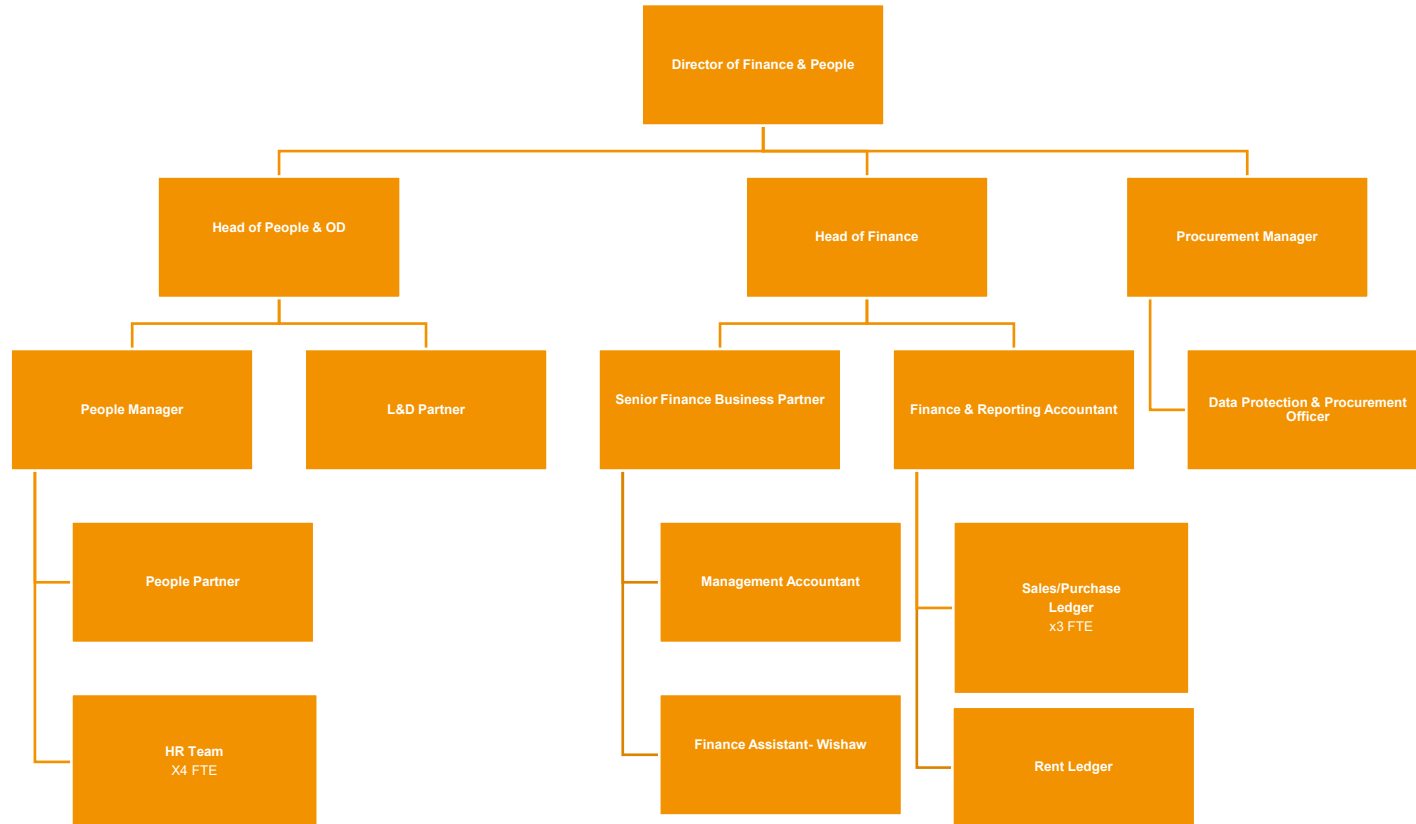 Director of Finance & People
Head of People & OD
Head of Finance
Procurement Manager
People Manager
L&D Partner
Senior Finance Business Partner
Finance & Reporting Accountant
Data Protection & Procurement
Officer
People Partner
Management Accountant
Sales/Purchase
Ledger
x3 FTE
HR Team
X4 FTE
Finance Assistant- Wishaw
Rent Ledger